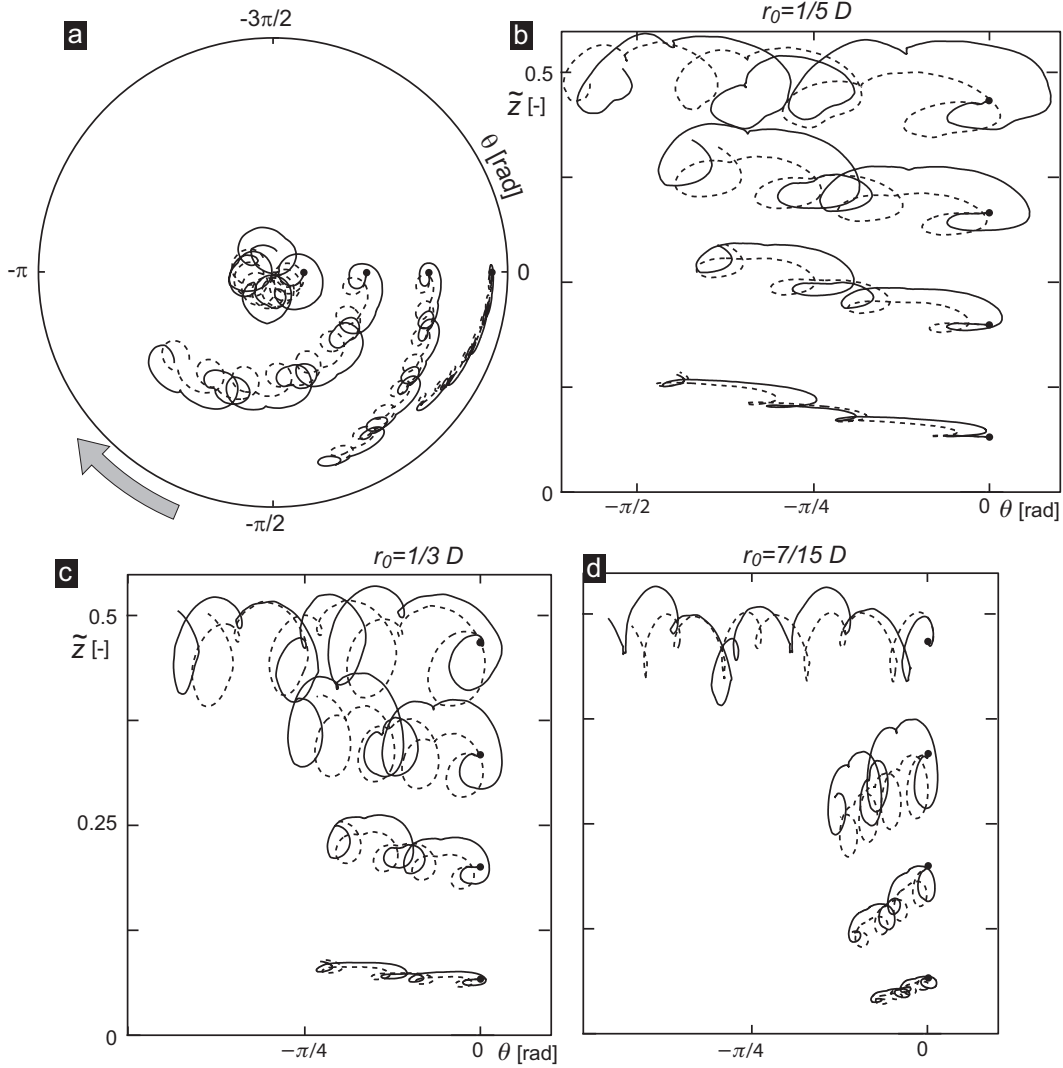 a
-3π/2
θ [rad]
-π
0
-π/2
b
r0=1/5 D
0.5
z̃ [-]
0
−π/2
−π/4
0
θ [rad]
c
r0=1/3 D
0.5
z̃ [-]
0.25
0
−π/4
0
θ [rad]
d
r0=7/15 D
−π/4
0